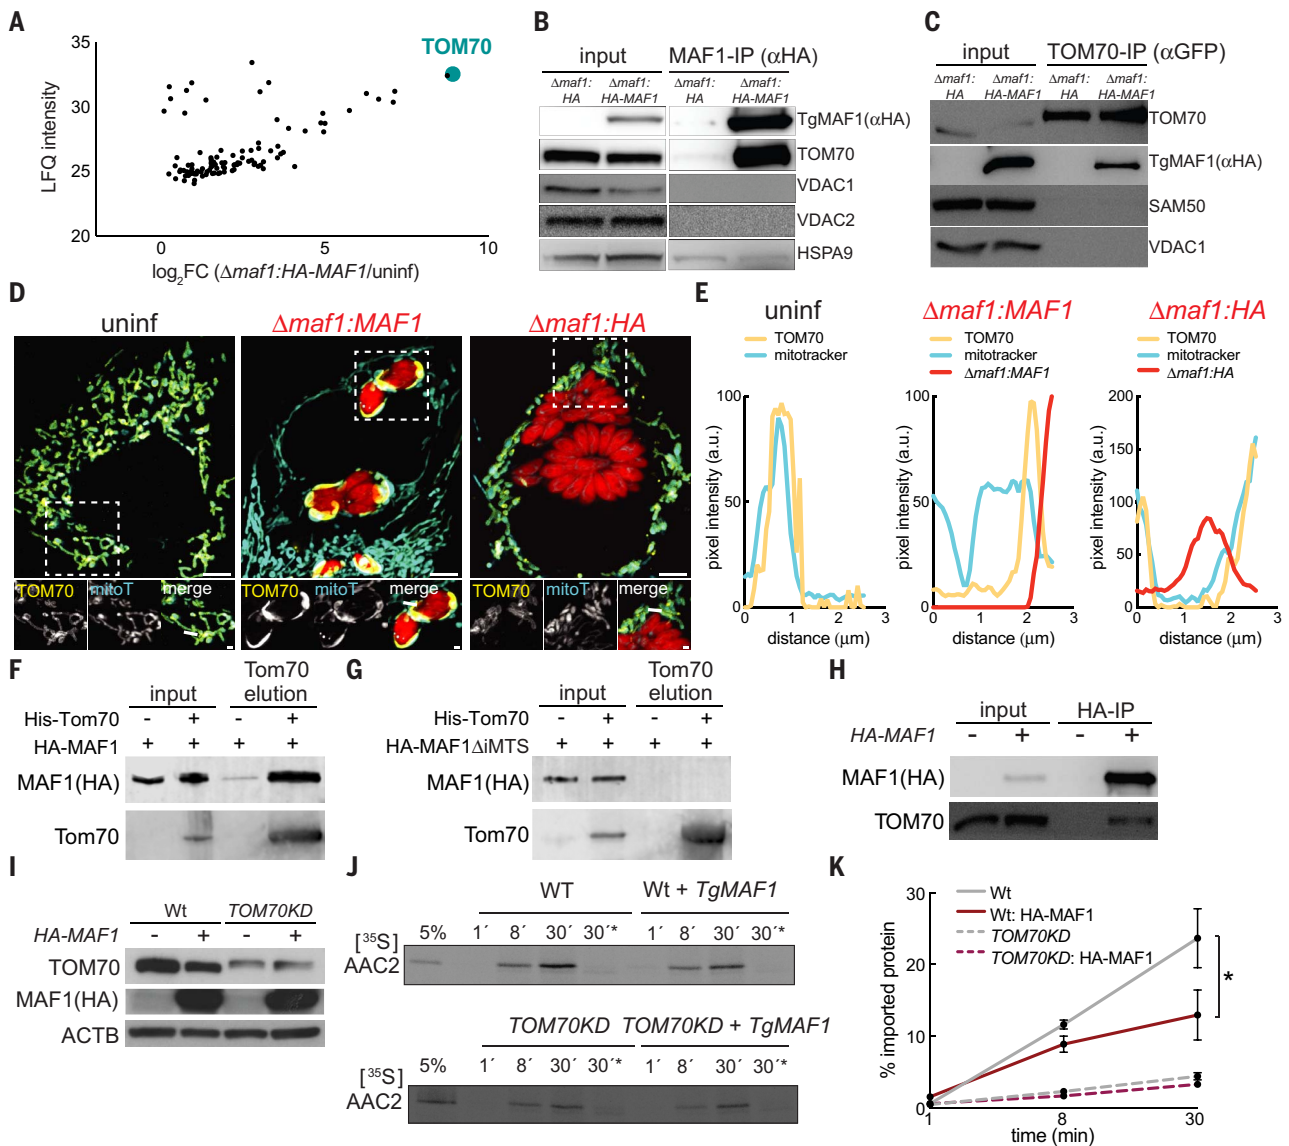 A
TOM70
35
30
25
20
LFQ intensity
0 5 10
log2FC (Δmaf1:HA-MAF1/uninf)
B
input MAF1-IP (αHA)
Δmaf1: HA Δmaf1: HA-MAF1 Δmaf1: HA Δmaf1: HA-MAF1
TgMAF1(αHA)
TOM70
VDAC1
VDAC2
HSPA9
C
input TOM70-IP (αGFP)
Δmaf1: HA Δmaf1: HA-MAF1 Δmaf1: HA Δmaf1: HA-MAF1
TOM70
TgMAF1(αHA)
SAM50
VDAC1
D
uninf Δmaf1:MAF1 Δmaf1:HA
TOM70 mitoT merge TOM70 mitoT merge TOM70 mitoT merge
E
uninf
TOM70
mitotracker
100
50
0
pixel intensity (a.u.)
0 1 2 3
distance (μm)
Δmaf1:MAF1
TOM70
mitotracker
Δmaf1:MAF1
100
50
0
pixel intensity (a.u.)
0 1 2 3
distance (μm)
Δmaf1:HA
TOM70
mitotracker
Δmaf1:HA
200
150
100
50
0
pixel intensity (a.u.)
0 1 2 3
distance (μm)
F
input Tom70 elution
His-Tom70 - + - +
HA-MAF1 + + + +
MAF1(HA)
Tom70
G
input Tom70 elution
His-Tom70 - + - +
HA-MAF1ΔiMTS + + + +
MAF1(HA)
Tom70
H
input HA-IP
HA-MAF1 - + - +
MAF1(HA)
TOM70
I
Wt TOM70KD
HA-MAF1 - + - +
TOM70
MAF1(HA)
ACTB
J
WT Wt + TgMAF1
5% 1´ 8´ 30´ 30´* 1´ 8´ 30´ 30´*
[35S]
AAC2
TOM70KD TOM70KD + TgMAF1
5% 1´ 8´ 30´ 30´* 1´ 8´ 30´ 30´*
[35S]
AAC2
K
Wt
Wt: HA-MAF1
TOM70KD
TOM70KD: HA-MAF1
30
20
10
0
% imported protein
*
1 8 30
time (min)